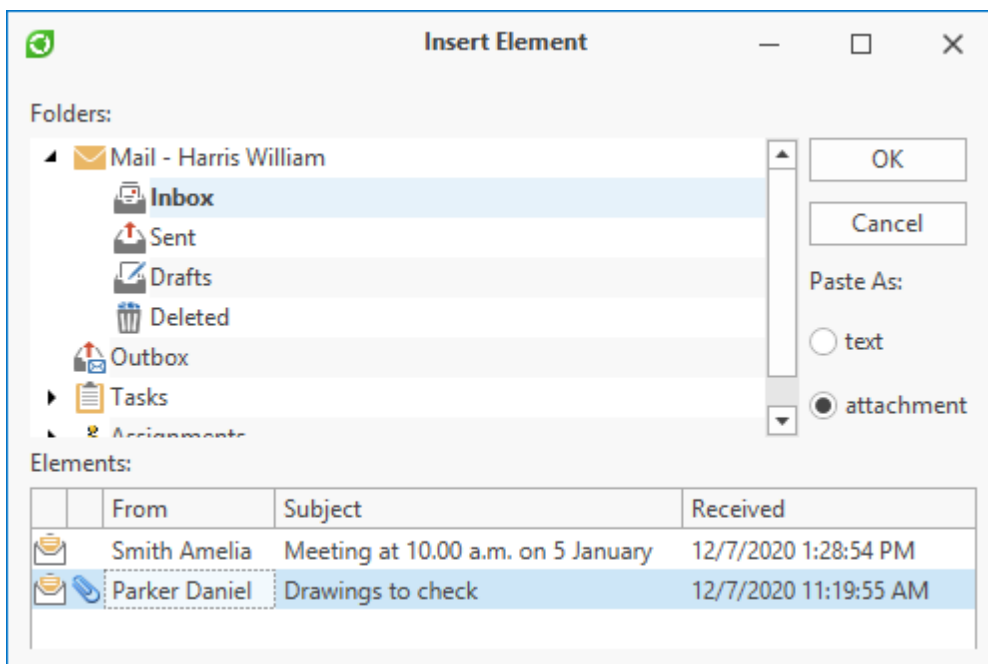 Insert Element
Folders:
Mail - Harris William
OK
Inbox
Cancel
Sent
Drafts
Paste As:
Deleted
text
Outbox
Tasks
attachment
Assignments
Elements:
From Subject Received
Smith Amelia Meeting at 10.00 a.m. on 5 January 12/7/2020 1:28:54 PM
Parker Daniel Drawings to check 12/7/2020 11:19:55 AM